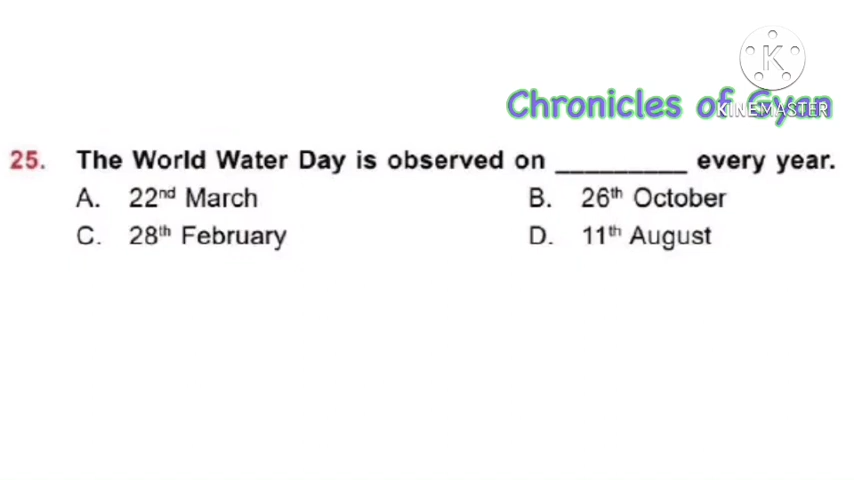 Chronicles of Gyan
K
KINEMASTER
25. The World Water Day is observed on _________ every year.
A. 22nd March B. 26th October
C. 28th February D. 11th August